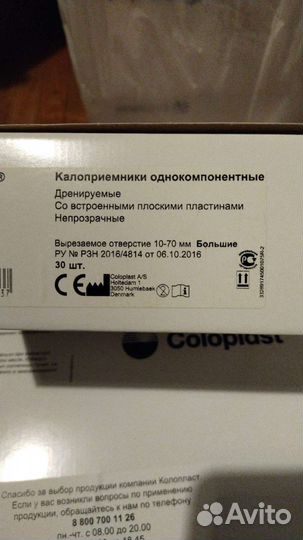 Калоприемники однокомпонентные
Дренируемые
Со встроенными плоскими пластинами
Непрозрачные
Вырезаемое отверстие 10-70 мм Большие
РУ № РЗН 2016/4814 от 06.10.2016
30 шт.
Coloplast A/S
Holtedam 1
3050 Humlebaek
Denmark
Coloplast
Спасибо за выбор продукции компании Колопласт
Если у вас возникли вопросы по применению
продукции, обращайтесь к нам по телефону
8 800 700 11 26
пн.-чт. с 08.00 до 20.00
18.45
Avito